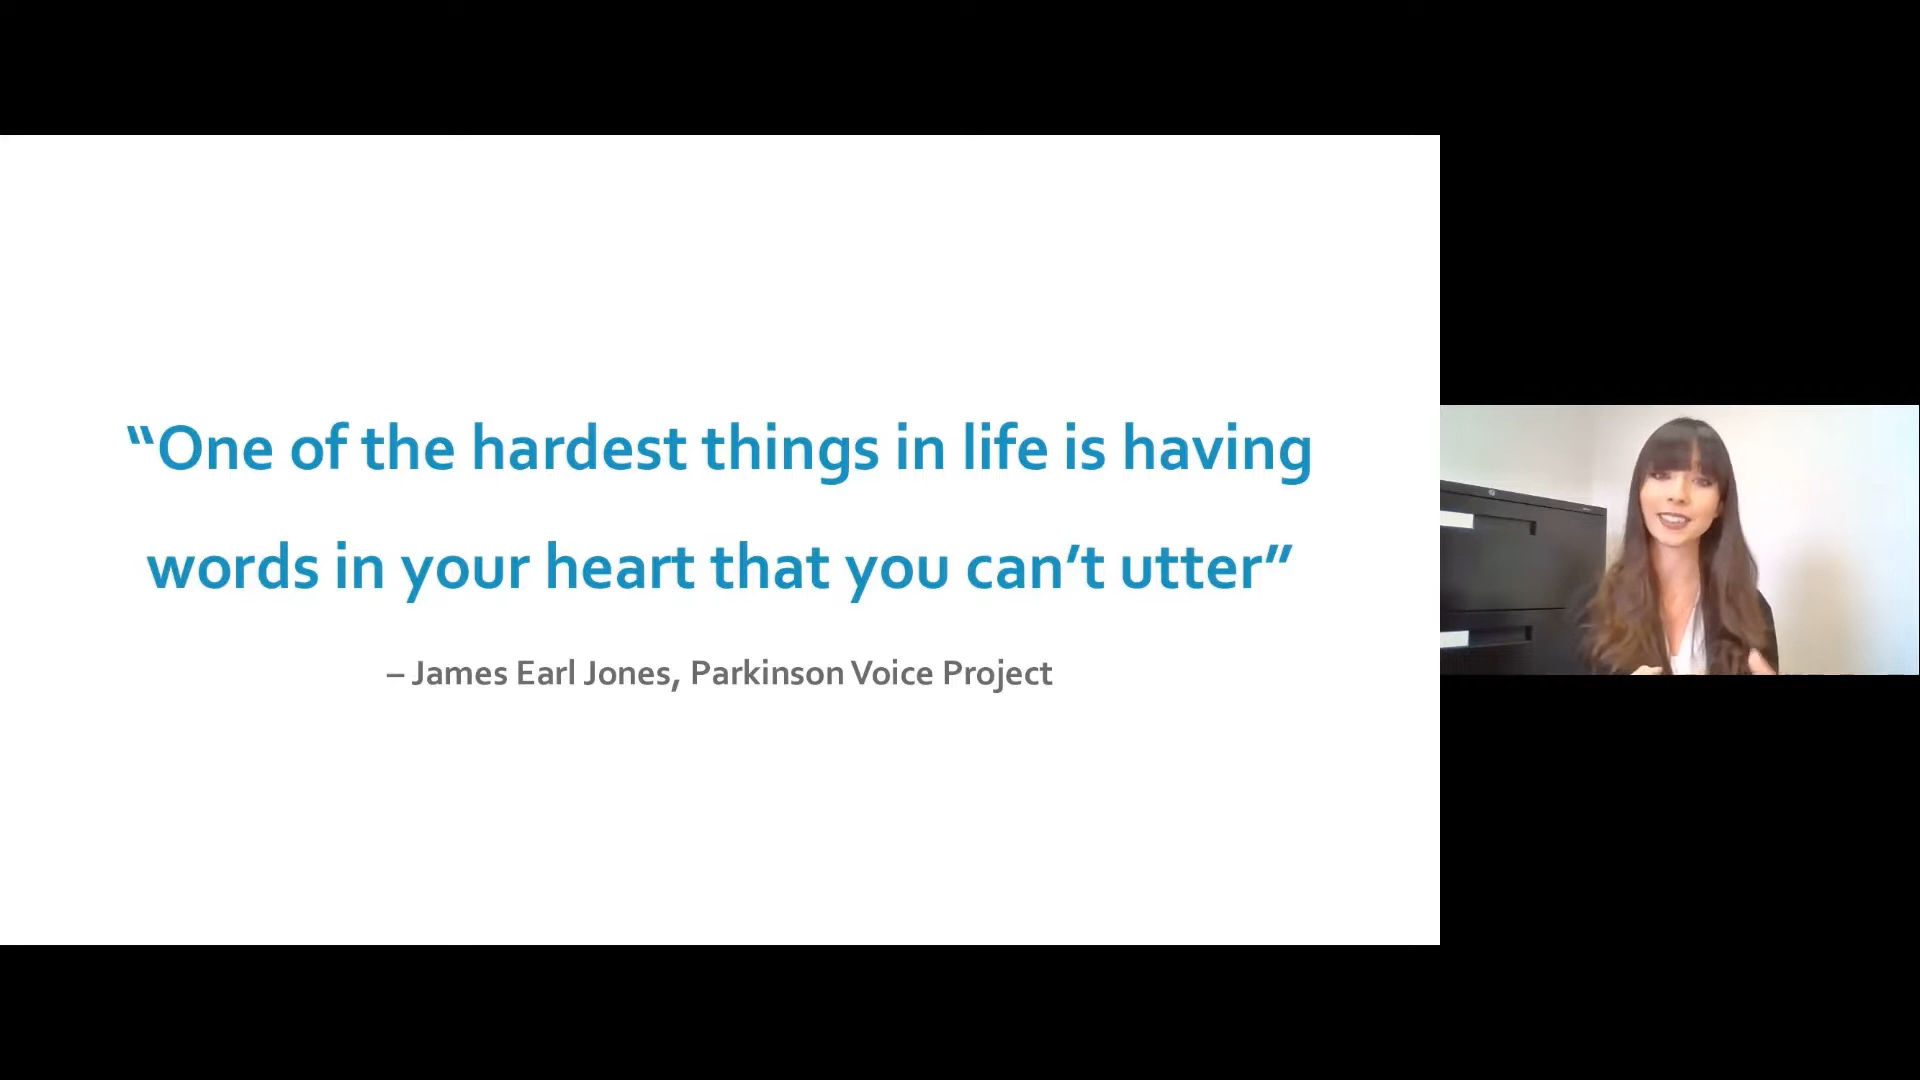 “One of the hardest things in life is having
words in your heart that you can’t utter”
– James Earl Jones, Parkinson Voice Project